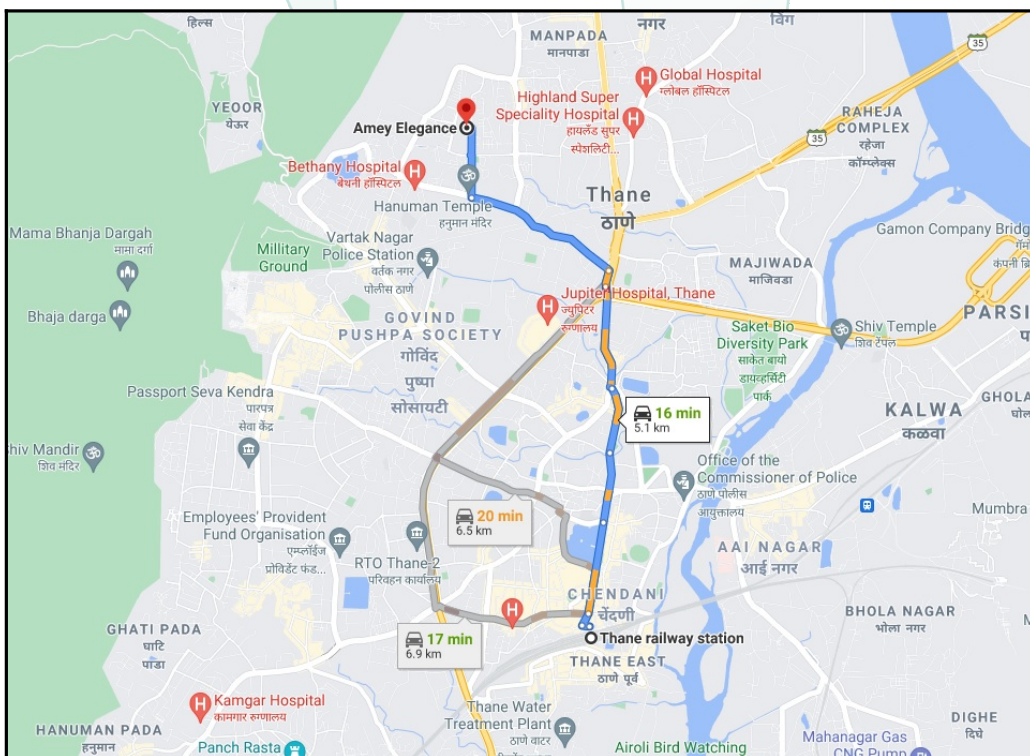 हिल्स
MANPADA
मानपाडा
नगर
विंग
35
YEOOR
येऊर
Global Hospital
ग्लोबल हॉस्पिटल
Highland Super
Speciality Hospital
हायलँड सुपर
स्पेशलिटी...
RAHEJA
COMPLEX
रहेजा
कॉम्प्लेक्स
35
Amey Elegance
Bethany Hospital
बेथनी हॉस्पिटल
Thane
ठाणे
Hanuman Temple
हनुमान मंदिर
Mama Bhanja Dargah
मामा दर्गा
Millitary
Ground
Vartak Nagar
Police Station
वर्तक नगर
पोलीस ठाणे
Gamon Company Bridg
कंपनी ब्रि
MAJIWADA
माजिवडा
Bhaja darga
Jupiter Hospital, Thane
ज्युपिटर
रुग्णालय
GOVIND
PUSHPA SOCIETY
गोविंद
पुष्पा
सोसायटी
PARSI
Saket Bio
Diversity Park
साकेत बायो
डायव्हर्सिटी
पार्क
Shiv Temple
शिव टेंपल
Passport Seva Kendra
पारपत्र
सेवा केंद्र
KALWA
कळवा
GHOLA
घोल
16 min
5.1 km
Shiv Mandir
शिव मंदिर
Office of the
Commissioner of Police
ठाणे पोलीस
आयुक्तालय
20 min
6.5 km
Employees' Provident
Fund Organisation
एम्प्लॉईज
प्रोविडेंट फंड...
RTO Thane-2
परिवहन कार्यालय
Mumbra
AAI NAGAR
आई नगर
CHENDANI
चेंदणी
BHOLA NAGAR
भोला नगर
GHATI PADA
घाटि
पाडा
17 min
6.9 km
Thane railway station
THANE EAST
ठाणे पूर्व
Kamgar Hospital
कामगार रुग्णालय
HANUMAN PADA
हनुमान
Thane Water
Treatment Plant
ठाणे वाटर
DIGHE
दिघे
Panch Rasta
Airoli Bird Watching
Mahanagar Gas
CNG Pump